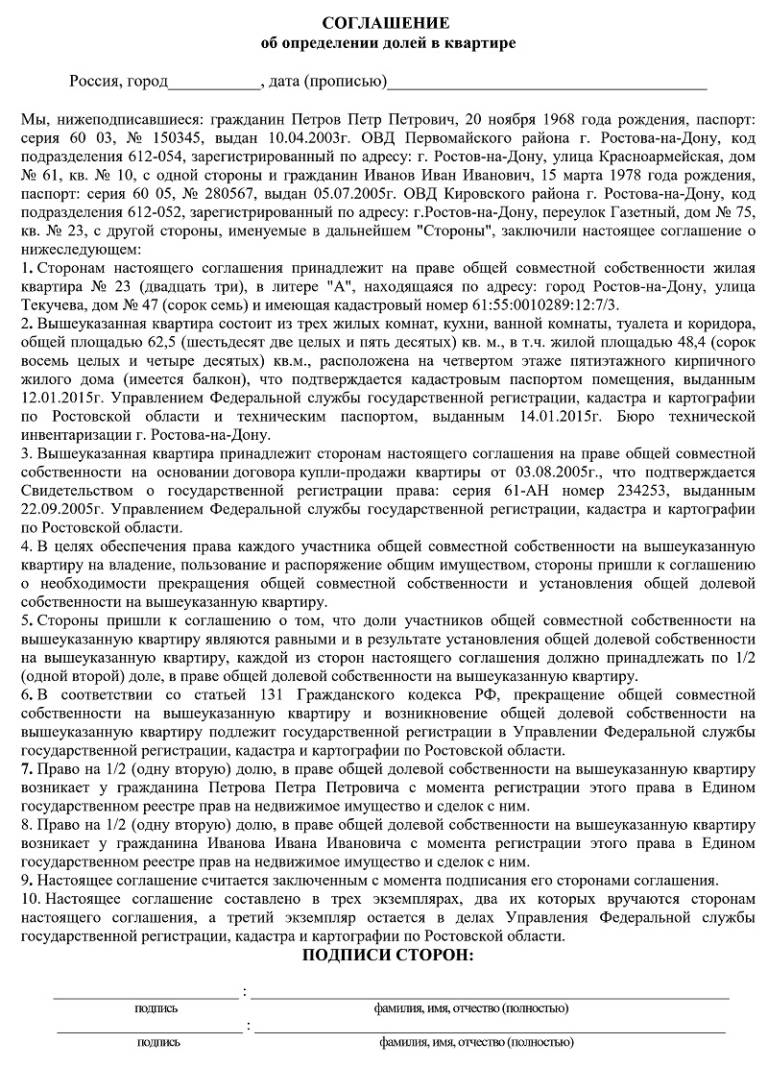 СОГЛАШЕНИЕ
об определении долей в квартире
Россия, город____________, дата (прописью)_________________________________________
Мы, нижеподписавшиеся: гражданин Петров Петр Петрович, 20 ноября 1968 года рождения, паспорт:
серия 60 03, № 150345, выдан 10.04.2003г. ОВД Первомайского района г. Ростова-на-Дону, код
подразделения 612-054, зарегистрированный по адресу: г. Ростов-на-Дону, улица Красноармейская, дом
№ 61, кв. № 10, с одной стороны и гражданин Иванов Иван Иванович, 15 марта 1978 года рождения,
паспорт: серия 60 05, № 280567, выдан 05.07.2005г. ОВД Кировского района г. Ростова-на-Дону, код
подразделения 612-052, зарегистрированный по адресу: г.Ростов-на-Дону, переулок Газетный, дом № 75,
кв. № 23, с другой стороны, именуемые в дальнейшем "Стороны", заключили настоящее соглашение о
нижеследующем:
1. Сторонам настоящего соглашения принадлежит на праве общей совместной собственности жилая
квартира № 23 (двадцать три), в литере "А", находящаяся по адресу: город Ростов-на-Дону, улица
Текучева, дом № 47 (сорок семь) и имеющая кадастровый номер 61:55:0010289:12:7/3.
2. Вышеуказанная квартира состоит из трех жилых комнат, кухни, ванной комнаты, туалета и коридора,
общей площадью 62,5 (шестьдесят две целых и пять десятых) кв. м., в т.ч. жилой площадью 48,4 (сорок
восемь целых и четыре десятых) кв.м., расположена на четвертом этаже пятиэтажного кирпичного
жилого дома (имеется балкон), что подтверждается кадастровым паспортом помещения, выданным
12.01.2015г. Управлением Федеральной службы государственной регистрации, кадастра и картографии
по Ростовской области и техническим паспортом, выданным 14.01.2015г. Бюро технической
инвентаризации г. Ростова-на-Дону.
3. Вышеуказанная квартира принадлежит сторонам настоящего соглашения на праве общей совместной
собственности на основании договора купли-продажи квартиры от 03.08.2005г., что подтверждается
Свидетельством о государственной регистрации права: серия 61-АН номер 234253, выданным
22.09.2005г. Управлением Федеральной службы государственной регистрации, кадастра и картографии
по Ростовской области.
4. В целях обеспечения права каждого участника общей совместной собственности на вышеуказанную
квартиру на владение, пользование и распоряжение общим имуществом, стороны пришли к соглашению
о необходимости прекращения общей совместной собственности и установления общей долевой
собственности на вышеуказанную квартиру.
5. Стороны пришли к соглашению о том, что доли участников общей совместной собственности на
вышеуказанную квартиру являются равными и в результате установления общей долевой собственности
на вышеуказанную квартиру, каждой из сторон настоящего соглашения должно принадлежать по 1/2
(одной второй) доле, в праве общей долевой собственности на вышеуказанную квартиру.
6. В соответствии со статьей 131 Гражданского кодекса РФ, прекращение общей совместной
собственности на вышеуказанную квартиру и возникновение общей долевой собственности на
вышеуказанную квартиру подлежит государственной регистрации в Управлении Федеральной службы
государственной регистрации, кадастра и картографии по Ростовской области.
7. Право на 1/2 (одну вторую) долю, в праве общей долевой собственности на вышеуказанную квартиру
возникает у гражданина Петрова Петра Петровича с момента регистрации этого права в Едином
государственном реестре прав на недвижимое имущество и сделок с ним.
8. Право на 1/2 (одну вторую) долю, в праве общей долевой собственности на вышеуказанную квартиру
возникает у гражданина Иванова Ивана Ивановича с момента регистрации этого права в Едином
государственном реестре прав на недвижимое имущество и сделок с ним.
9. Настоящее соглашение считается заключенным с момента подписания его сторонами соглашения.
10. Настоящее соглашение составлено в трех экземплярах, два их которых вручаются сторонам
настоящего соглашения, а третий экземпляр остается в делах Управления Федеральной службы
государственной регистрации, кадастра и картографии по Ростовской области.
ПОДПИСИ СТОРОН:
________________________ : ______________________________________________________________
подпись фамилия, имя, отчество (полностью)
________________________ : ______________________________________________________________
подпись фамилия, имя, отчество (полностью)